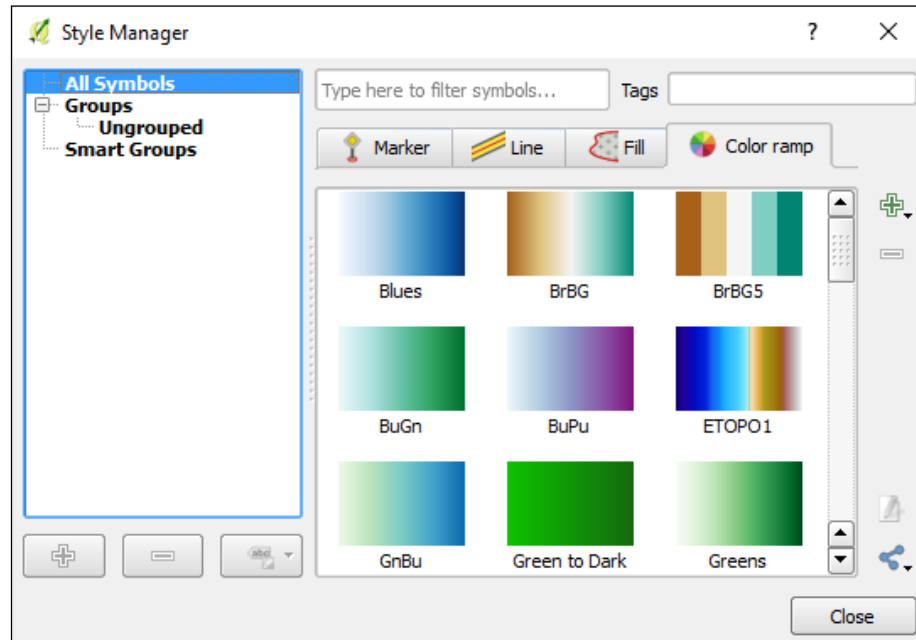 Style Manager
?
All Symbols
Groups
Ungrouped
Smart Groups
Type here to filter symbols...
Tags
Marker
Line
Fill
Color ramp
Blues
BrBG
BrBG5
BuGn
BuPu
ETOPO1
GnBu
Green to Dark
Greens
abc
Close